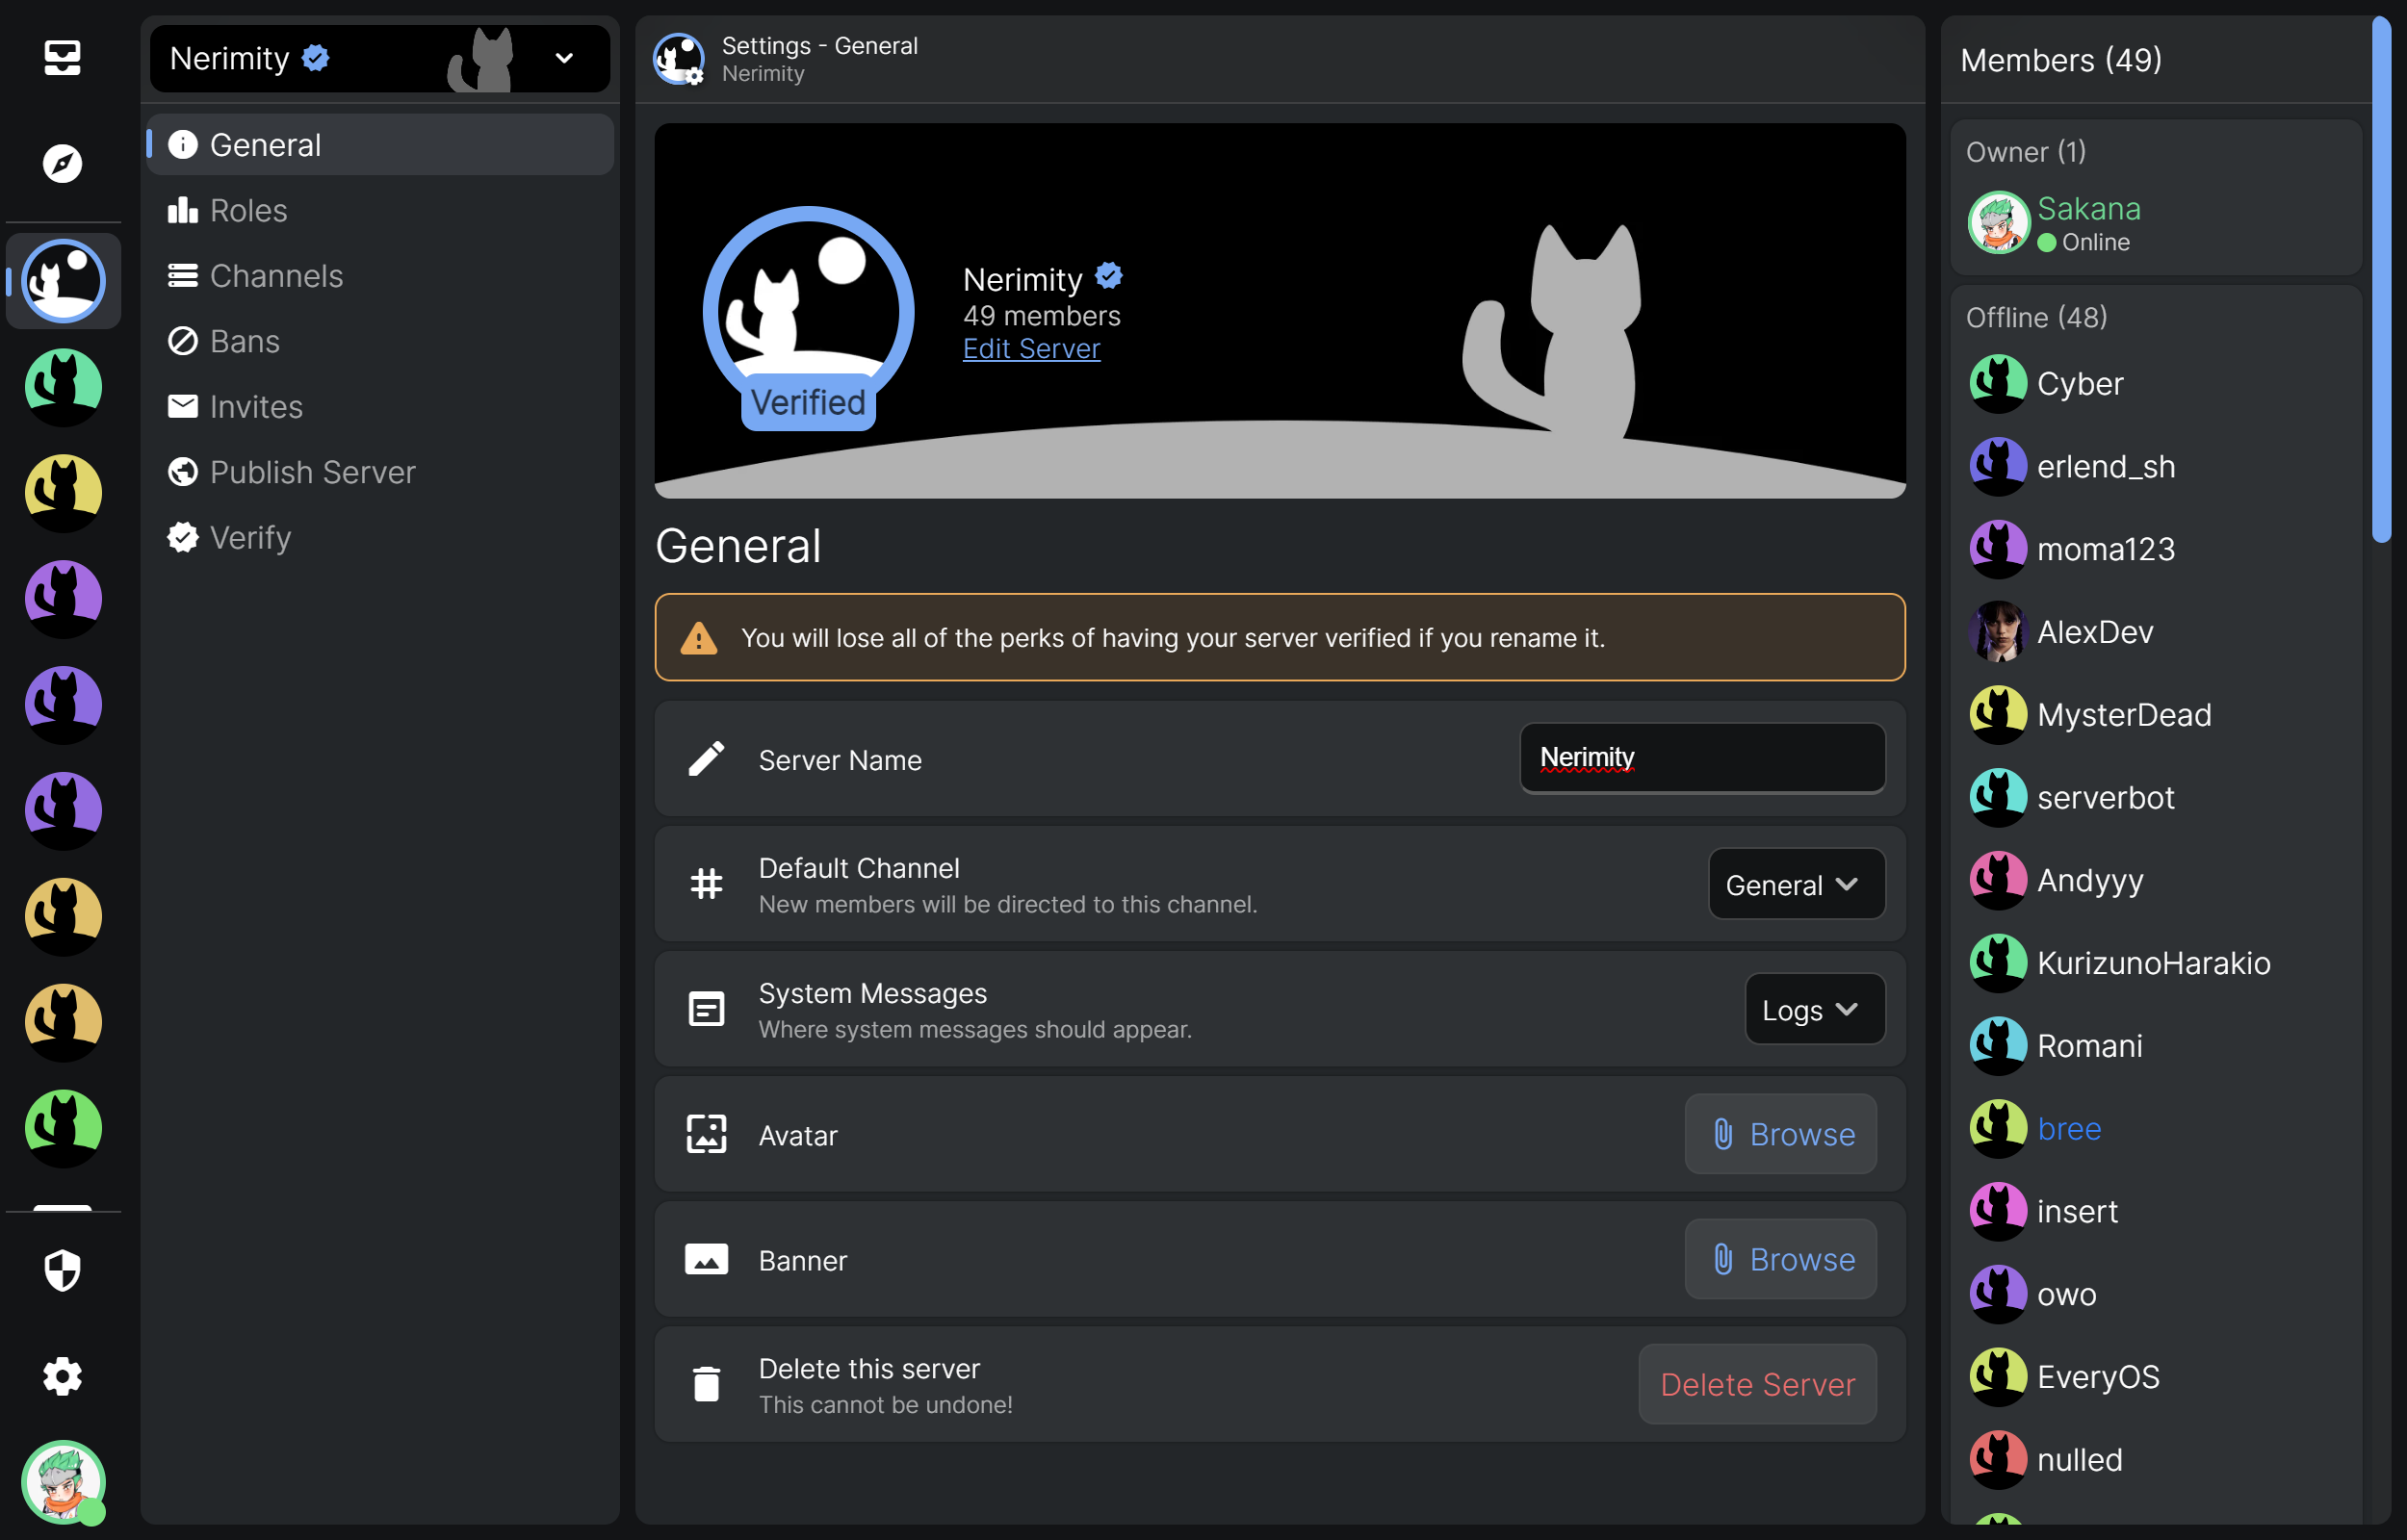 Nerimity
General
Roles
Channels
Bans
Invites
Publish Server
Verify
Settings - General
Nerimity
Verified
Nerimity
49 members
Edit Server
General
You will lose all of the perks of having your server verified if you rename it.
Server Name
Nerimity
Default Channel
New members will be directed to this channel.
General
System Messages
Where system messages should appear.
Logs
Avatar
Browse
Banner
Browse
Delete this server
This cannot be undone!
Delete Server
Members (49)
Owner (1)
Sakana
Online
Offline (48)
Cyber
erlend_sh
moma123
AlexDev
MysterDead
serverbot
Andyyy
KurizunoHarakio
Romani
bree
insert
owo
EveryOS
nulled